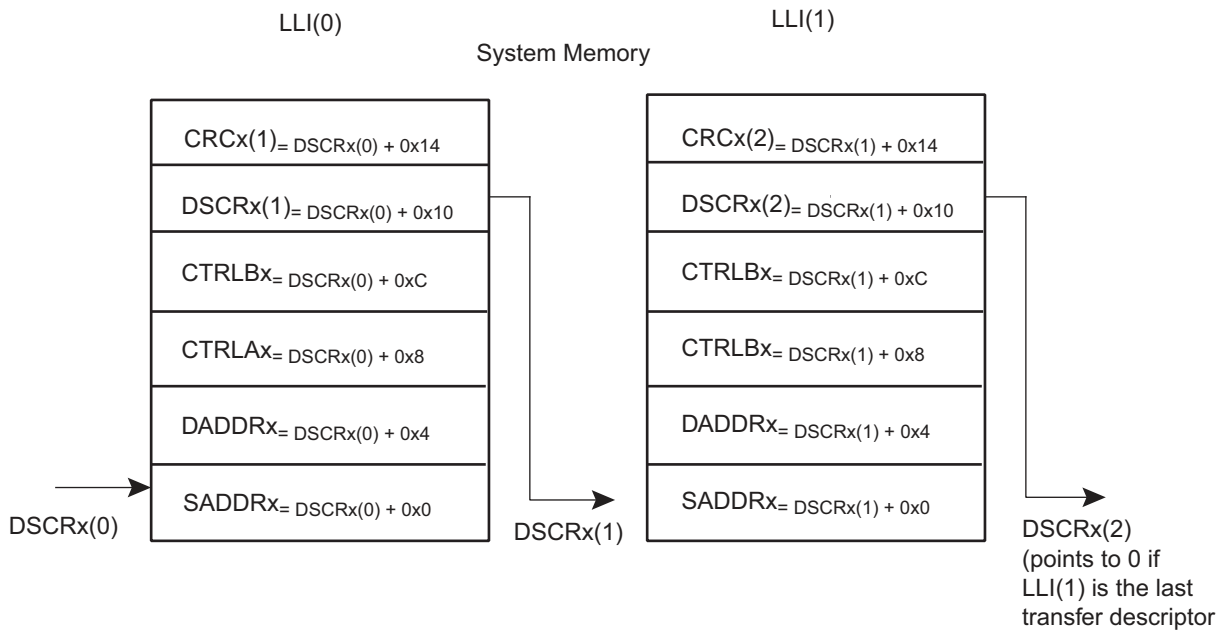 LLI(0)
LLI(1)
System Memory
CRCx(1)= DSCRx(0) + 0x14
DSCRx(1)= DSCRx(0) + 0x10
CTRLBx= DSCRx(0) + 0xC
CTRLAx= DSCRx(0) + 0x8
DADDRx= DSCRx(0) + 0x4
SADDRx= DSCRx(0) + 0x0
DSCRx(0)
DSCRx(1)
CRCx(2)= DSCRx(1) + 0x14
DSCRx(2)= DSCRx(1) + 0x10
CTRLBx= DSCRx(1) + 0xC
CTRLBx= DSCRx(1) + 0x8
DADDRx= DSCRx(1) + 0x4
SADDRx= DSCRx(1) + 0x0
DSCRx(2)
(points to 0 if
LLI(1) is the last
transfer descriptor